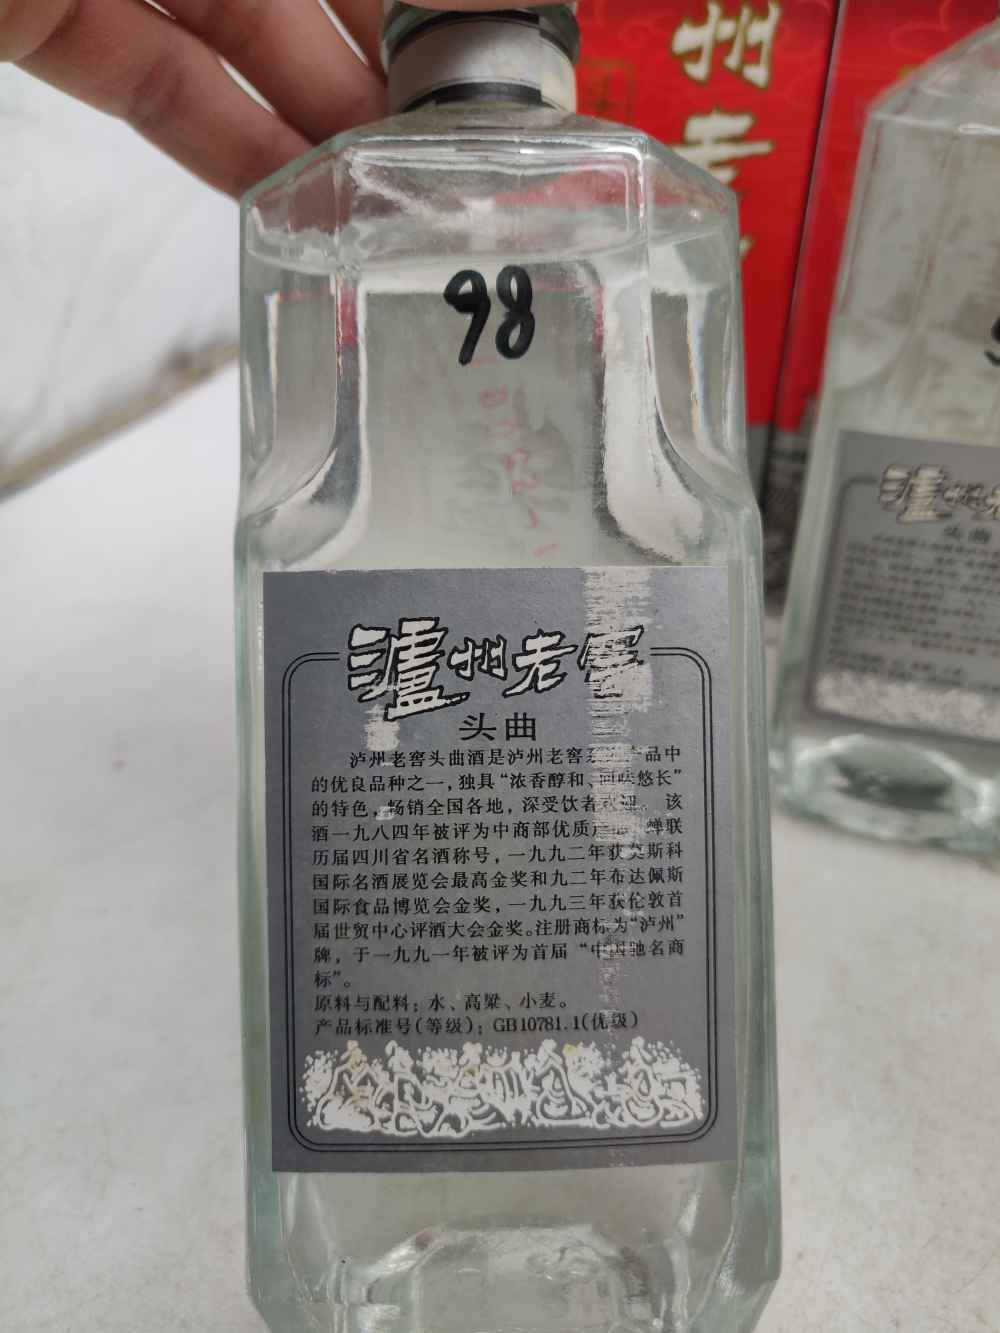 州老
98
泸州老窖
头曲
泸州老窖头曲酒是泸州老窖系列产品中
的优良品种之一,独具“浓香醇和、回味悠长”
的特色,畅销全国各地,深受饮者欢迎。该
酒一九八四年被评为中商部优质产品,蝉联
历届四川省名酒称号,一九九二年获莫斯科
国际名酒展览会最高金奖和九二年布达佩斯
国际食品博览会金奖,一九九三年获伦敦首
届世贸中心评酒大会金奖。注册商标为“泸州”
牌,于一九九一年被评为首届“中国驰名商
标”。
原料与配料:水、高粱、小麦。
产品标准号(等级):GB10781.1(优级)
泸州老
头曲